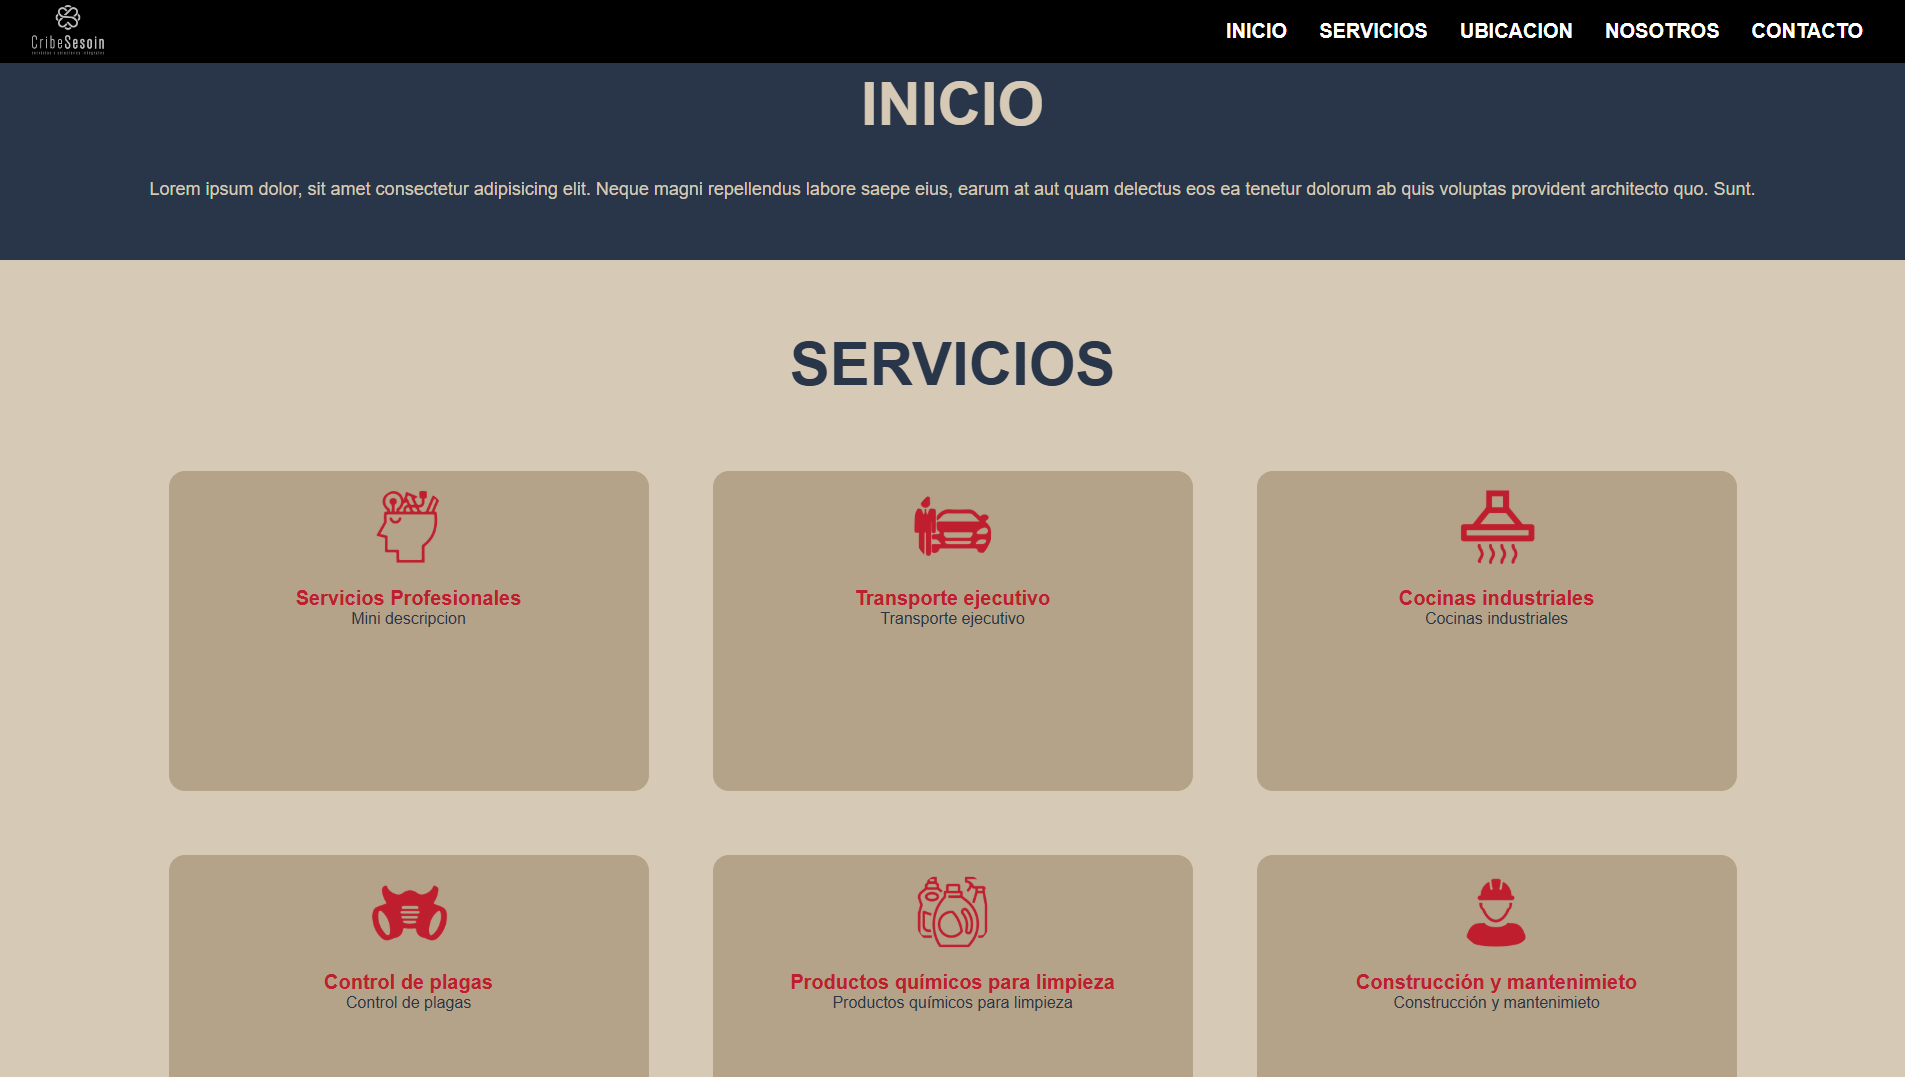 CribeSesoin
INICIO SERVICIOS UBICACION NOSOTROS CONTACTO
INICIO
Lorem ipsum dolor, sit amet consectetur adipisicing elit. Neque magni repellendus labore saepe eius, earum at aut quam delectus eos ea tenetur dolorum ab quis voluptas provident architecto quo. Sunt.
SERVICIOS
Servicios Profesionales
Mini descripcion
Transporte ejecutivo
Transporte ejecutivo
Cocinas industriales
Cocinas industriales
Control de plagas
Control de plagas
Productos químicos para limpieza
Productos químicos para limpieza
Construcción y mantenimieto
Construcción y mantenimieto